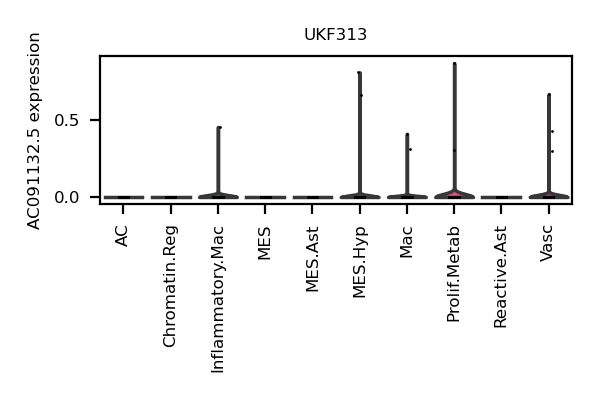 UKF313
AC091132.5 expression
0.5
0.0
AC
Chromatin.Reg
Inflammatory.Mac
MES
MES.Ast
MES.Hyp
Mac
Prolif.Metab
Reactive.Ast
Vasc